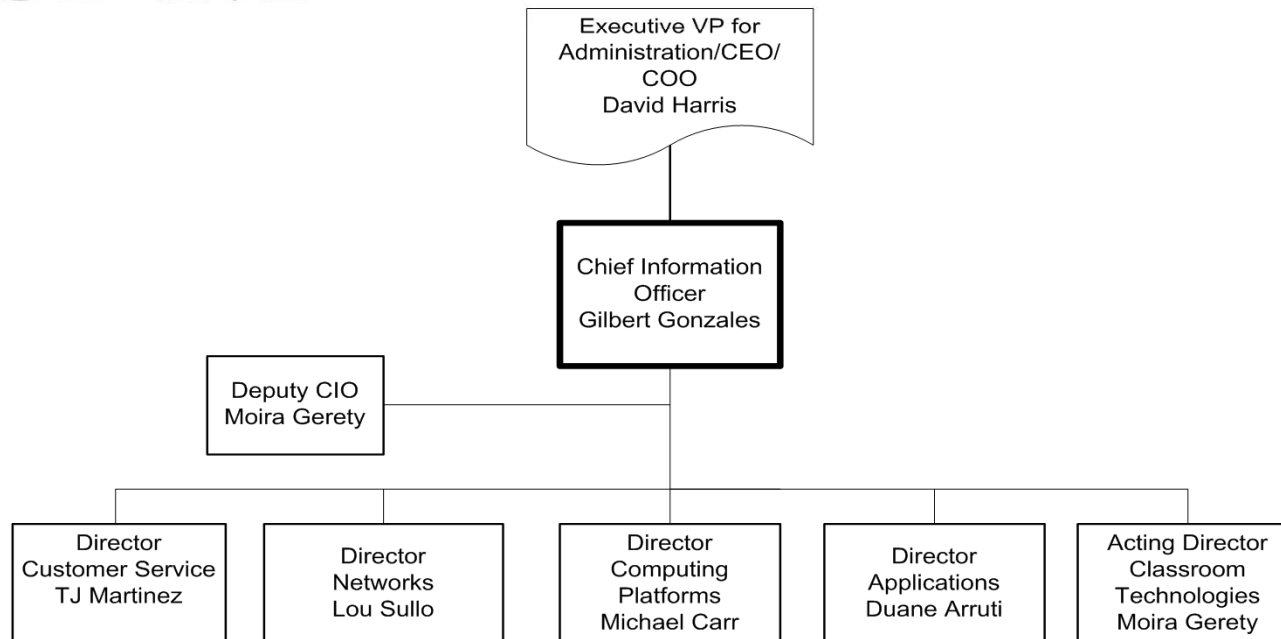 Executive VP for
Administration/CEO/
COO
David Harris
Chief Information
Officer
Gilbert Gonzales
Deputy CIO
Moira Gerety
Director
Customer Service
TJ Martinez
Director
Networks
Lou Sullo
Director
Computing
Platforms
Michael Carr
Director
Applications
Duane Arruti
Acting Director
Classroom
Technologies
Moira Gerety